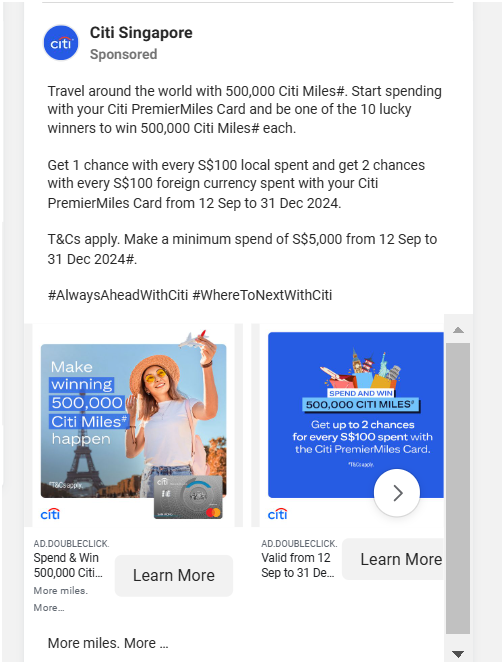 Citi Singapore
Sponsored
Travel around the world with 500,000 Citi Miles#. Start spending
with your Citi PremierMiles Card and be one of the 10 lucky
winners to win 500,000 Citi Miles# each.
Get 1 chance with every S$100 local spent and get 2 chances
with every S$100 foreign currency spent with your Citi
PremierMiles Card from 12 Sep to 31 Dec 2024.
T&Cs apply. Make a minimum spend of S$5,000 from 12 Sep to
31 Dec 2024#.
#AlwaysAheadWithCiti #WhereToNextWithCiti
Make
winning
500,000
Citi Miles#
happen
*T&Cs apply.
citi
citi
AD.DOUBLECLICK.
Spend & Win
500,000 Citi...
More miles.
More...
Learn More
SPEND AND WIN
500,000 CITI MILES#
Get up to 2 chances
for every S$100 spent with
the Citi PremierMiles Card.
*T&Cs apply.
citi
AD.DOUBLECLICK.
Valid from 12
Sep to 31 De...
Learn More
More miles. More ...